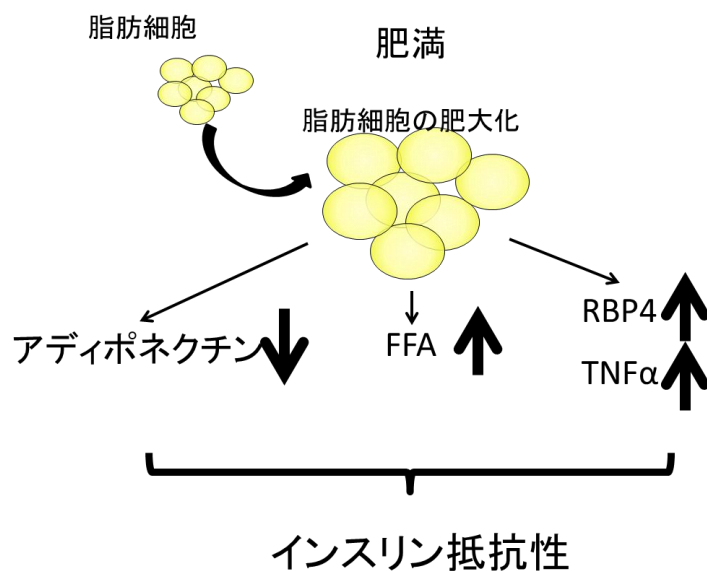 脂肪細胞
肥満
脂肪細胞の肥大化
アディポネクチン
FFA
RBP4
TNFα
インスリン抵抗性